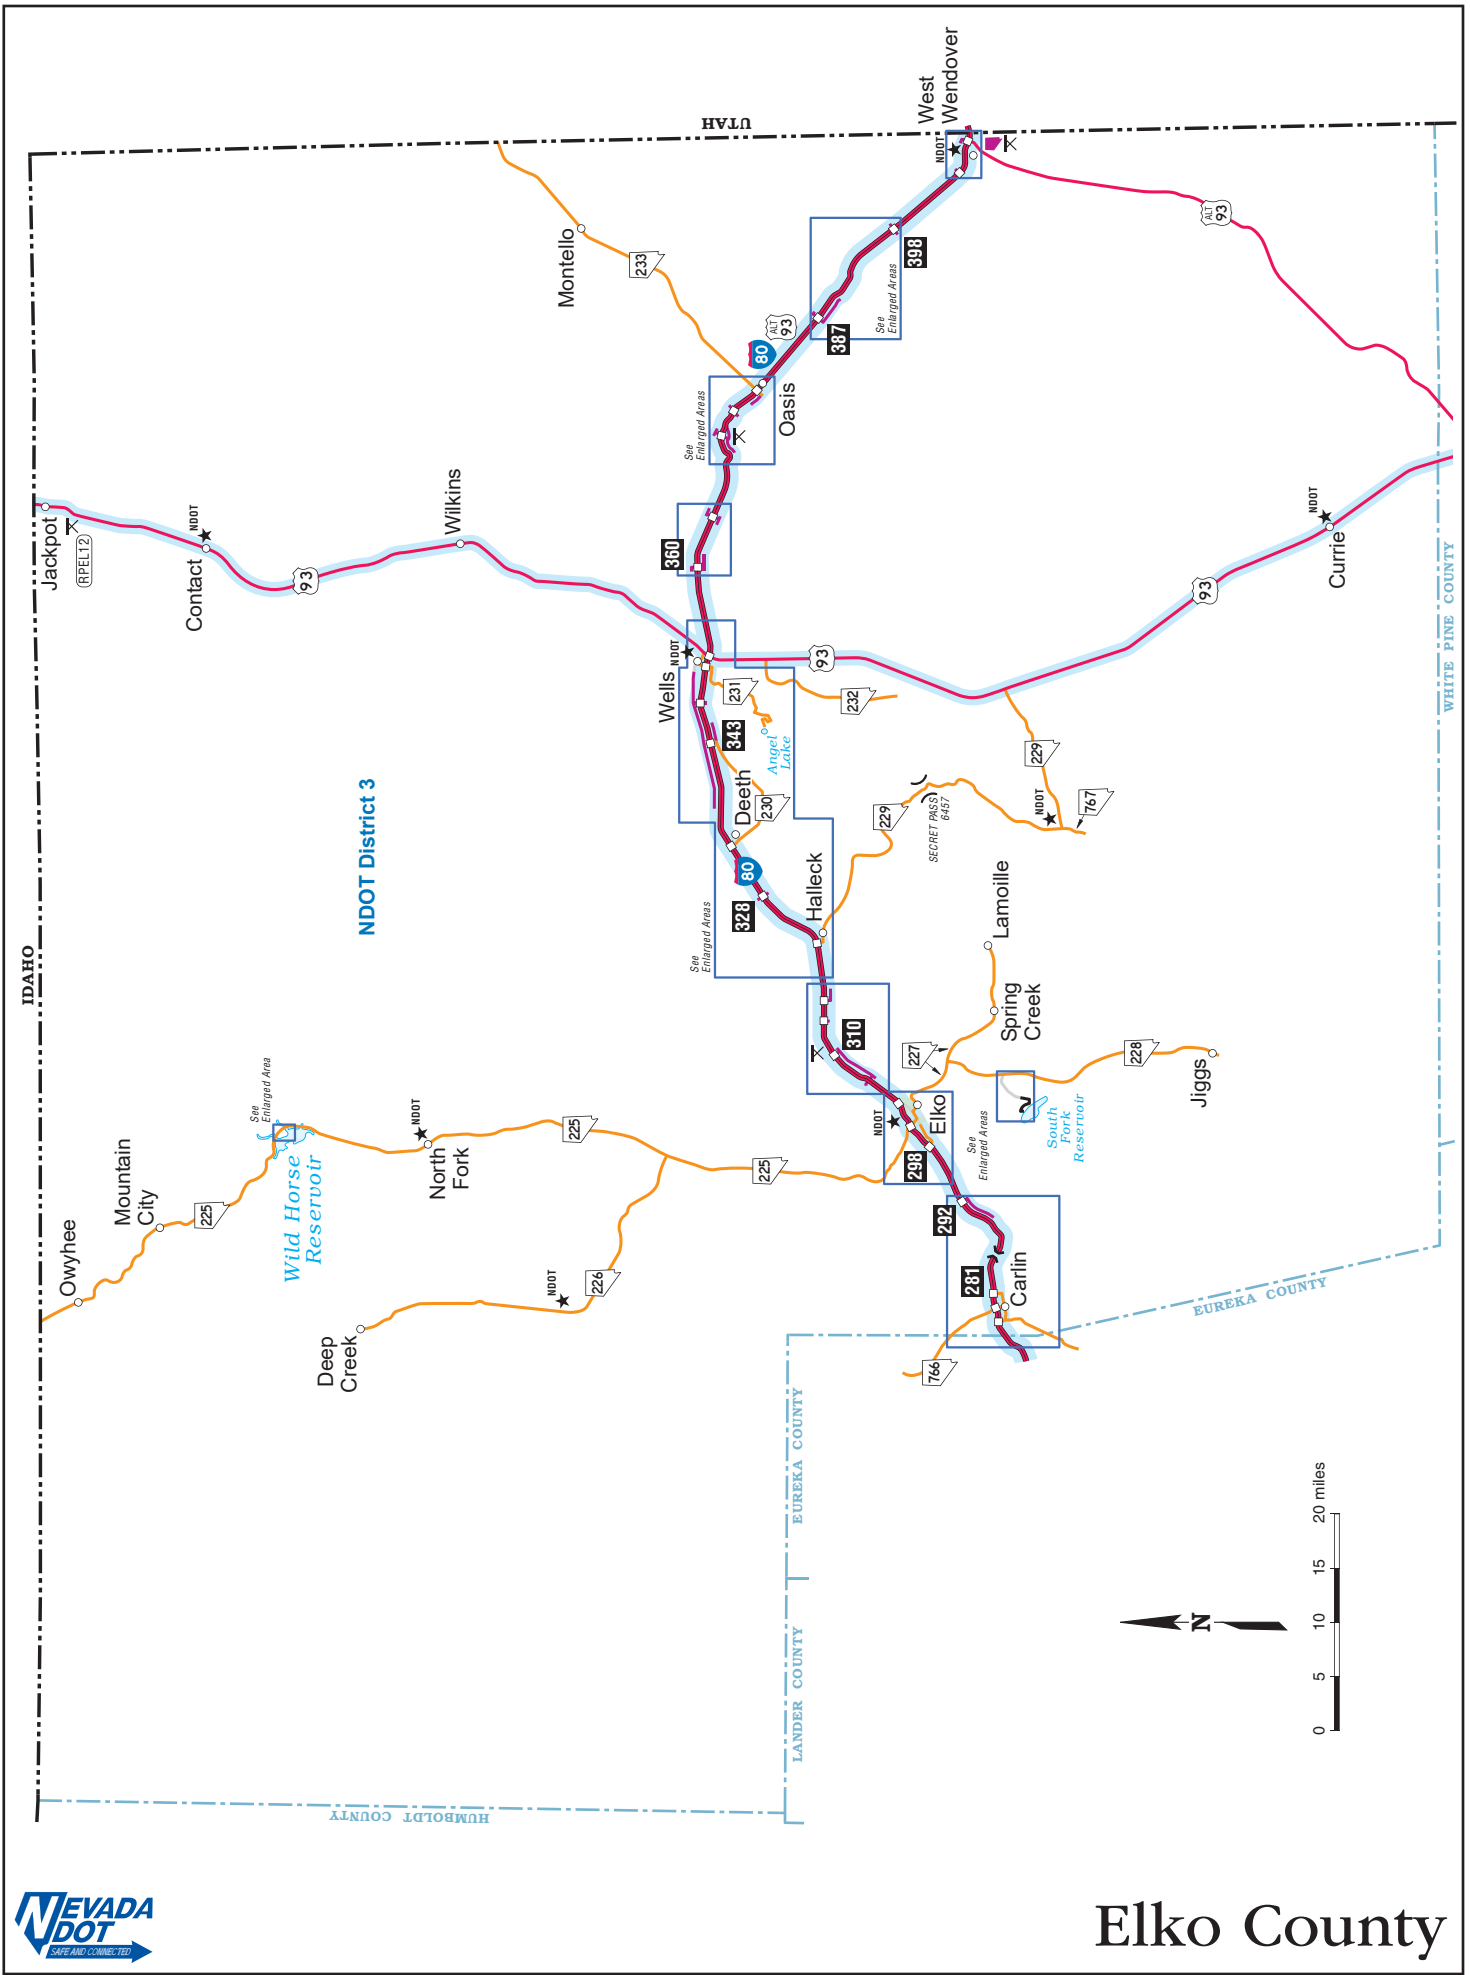 IDAHO
UTAH
NDOT District 3
Owyhee
Mountain
City
225
See
Enlarged Area
Wild Horse
Reservoir
NDOT
North
Fork
225
225
Deep
Creek
NDOT
226
Jackpot
RPEL12
Contact
NDOT
93
Wilkins
Montello
233
West
Wendover
NDOT
ALT
93
398
See
Enlarged Areas
387
ALT
93
80
Oasis
See
Enlarged Areas
360
Wells
NDOT
231
93
232
343
Angel
Lake
Deeth
230
80
328
See
Enlarged Areas
Halleck
229
SECRET PASS
6457
229
NDOT
767
93
NDOT
Currie
310
Lamoille
Spring
Creek
227
228
Jiggs
NDOT
Elko
298
See
Enlarged Areas
South
Fork
Reservoir
292
281
Carlin
766
EUREKA COUNTY
EUREKA COUNTY
LANDER COUNTY
HUMBOLDT COUNTY
WHITE PINE COUNTY
N
0 5 10 15 20 miles
NEVADA
DOT
SAFE AND CONNECTED
Elko County